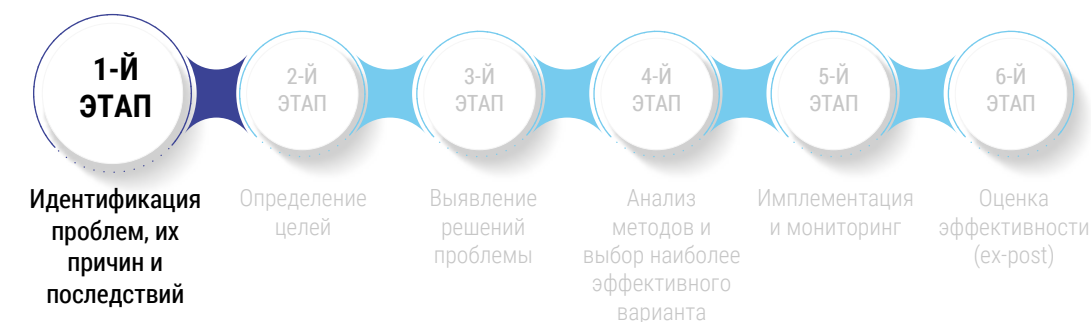 1-Й
ЭТАП
2-Й
ЭТАП
3-Й
ЭТАП
4-Й
ЭТАП
5-Й
ЭТАП
6-Й
ЭТАП
Идентификация
проблем, их
причин и
последствий
Определение
целей
Выявление
решений
проблемы
Анализ
методов и
выбор наиболее
эффективного
варианта
Имплементация
и мониторинг
Оценка
эффективности
(ex-post)